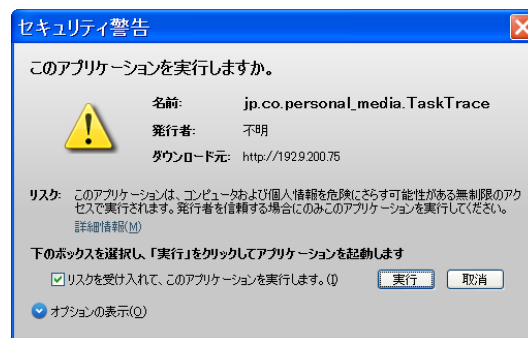 セキュリティ警告
このアプリケーションを実行しますか。
名前: jp.co.personal_media.TaskTrace
発行者: 不明
ダウンロード元: http://192.9.200.75
リスク: このアプリケーションは、コンピュータおよび個人情報を危険にさらす可能性がある無制限のアク
セスで実行されます。発行者を信頼する場合にのみこのアプリケーションを実行してください。
詳細情報(M)
下のボックスを選択し、「実行」をクリックしてアプリケーションを起動します
リスクを受け入れて、このアプリケーションを実行します。(I) 実行 取消
オプションの表示(O)